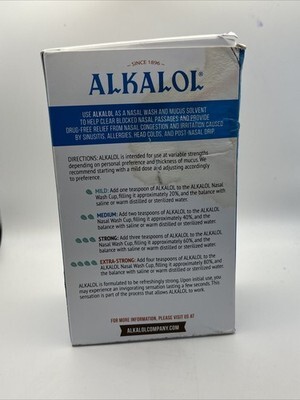 — SINCE 1896 —
ALKALOL®
USE ALKALOL AS A NASAL WASH AND MUCUS SOLVENT
TO HELP CLEAR BLOCKED NASAL PASSAGES AND PROVIDE
DRUG-FREE RELIEF FROM NASAL CONGESTION AND IRRITATION CAUSED
BY SINUSITIS, ALLERGIES, HEAD COLDS, AND POST-NASAL DRIP.
DIRECTIONS: ALKALOL is intended for use at variable strengths
depending on personal preference and thickness of mucus. We
recommend starting with a mild dose and adjusting accordingly
to preference.
MILD: Add one teaspoons of ALKALOL to the ALKALOL Nasal
Wash Cup, filling it approximately 20%, and the balance with
saline or warm distilled or sterilized water.
MEDIUM: Add two teaspoons of ALKALOL to the ALKALOL
Nasal Wash Cup, filling it approximately 40%, and the
balance with saline or warm distilled or sterilized water.
STRONG: Add three teaspoons of ALKALOL to the ALKALOL
Nasal Wash Cup, filling it approximately 60%, and the
balance with saline or warm distilled or sterilized water.
EXTRA-STRONG: Add four teaspoons of ALKALOL to the
ALKALOL Nasal Wash Cup, filling it approximately 80%, and
the balance with saline or warm distilled or sterilized water.
ALKALOL is formulated to be refreshingly strong. Upon initial use, you
may experience an invigorating sensation lasting a few seconds. This
sensation is part of the process that allows ALKALOL to work.
FOR MORE INFORMATION, PLEASE VISIT US AT
ALKALOLCOMPANY.COM